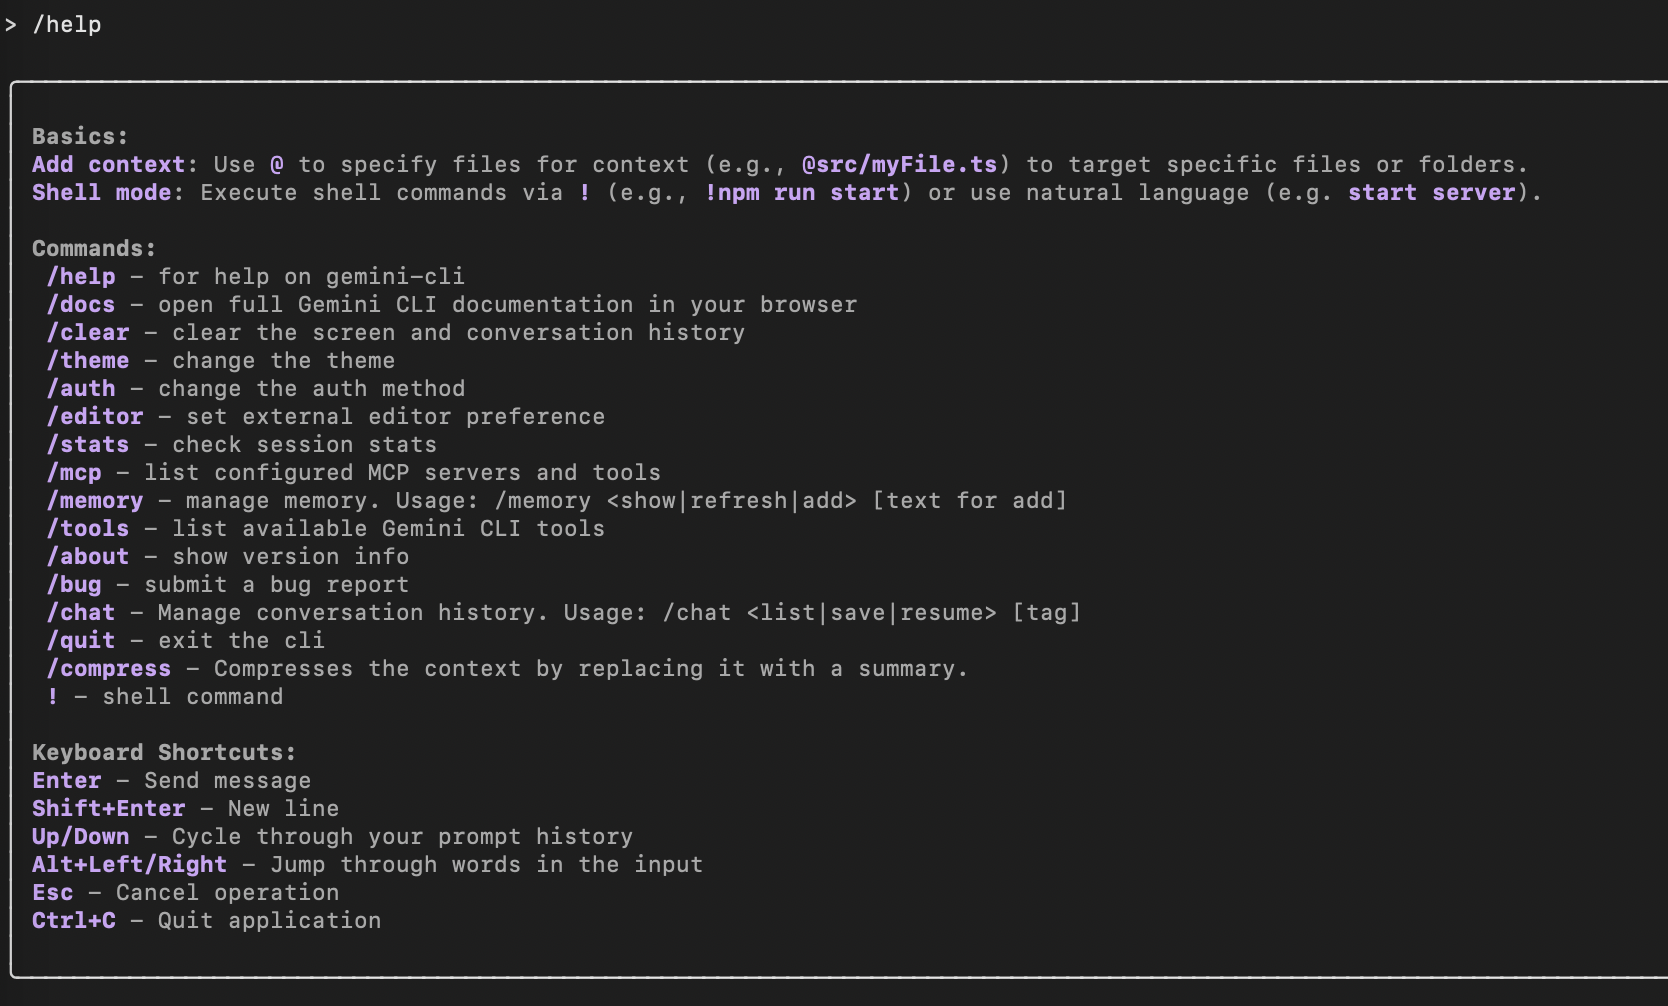 > /help
Basics:
Add context: Use @ to specify files for context (e.g., @src/myFile.ts) to target specific files or folders.
Shell mode: Execute shell commands via ! (e.g., !npm run start) or use natural language (e.g. start server).
Commands:
/help – for help on gemini-cli
/docs – open full Gemini CLI documentation in your browser
/clear – clear the screen and conversation history
/theme – change the theme
/auth – change the auth method
/editor – set external editor preference
/stats – check session stats
/mcp – list configured MCP servers and tools
/memory – manage memory. Usage: /memory <show|refresh|add> [text for add]
/tools – list available Gemini CLI tools
/about – show version info
/bug – submit a bug report
/chat – Manage conversation history. Usage: /chat <list|save|resume> [tag]
/quit – exit the cli
/compress – Compresses the context by replacing it with a summary.
! – shell command
Keyboard Shortcuts:
Enter – Send message
Shift+Enter – New line
Up/Down – Cycle through your prompt history
Alt+Left/Right – Jump through words in the input
Esc – Cancel operation
Ctrl+C – Quit application